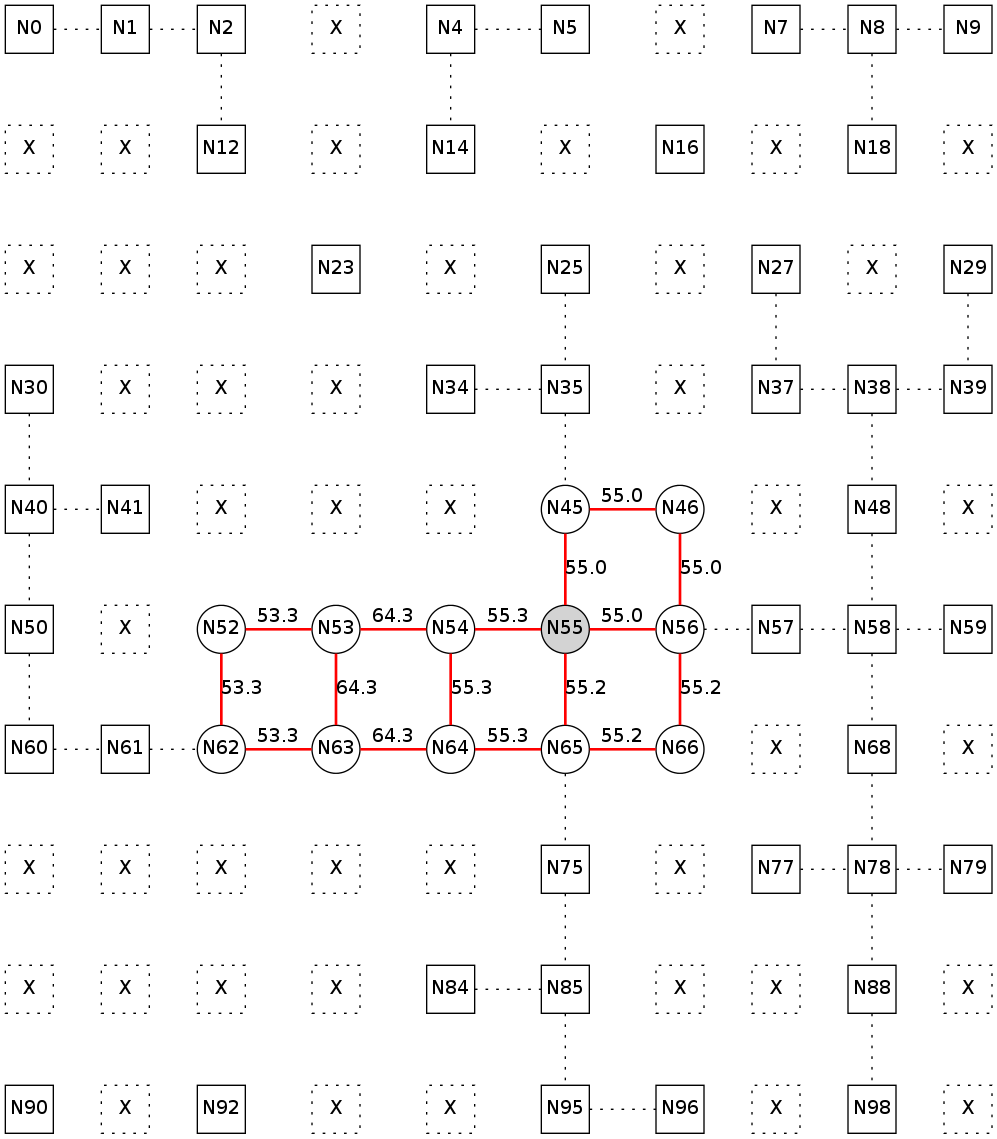 N0 N1 N2 X N4 N5 X N7 N8 N9
X X N12 X N14 X N16 X N18 X
X X X N23 X N25 X N27 X N29
N30 X X X N34 N35 X N37 N38 N39
55.0
N40 N41 X X X N45 N46 X N48 X
55.0 55.0
53.3 64.3 55.3 55.0
N50 X N52 N53 N54 N55 N56 N57 N58 N59
53.3 64.3 55.3 55.2 55.2
53.3 64.3 55.3 55.2
N60 N61 N62 N63 N64 N65 N66 X N68 X
X X X X X N75 X N77 N78 N79
X X X X N84 N85 X X N88 X
N90 X N92 X X N95 N96 X N98 X